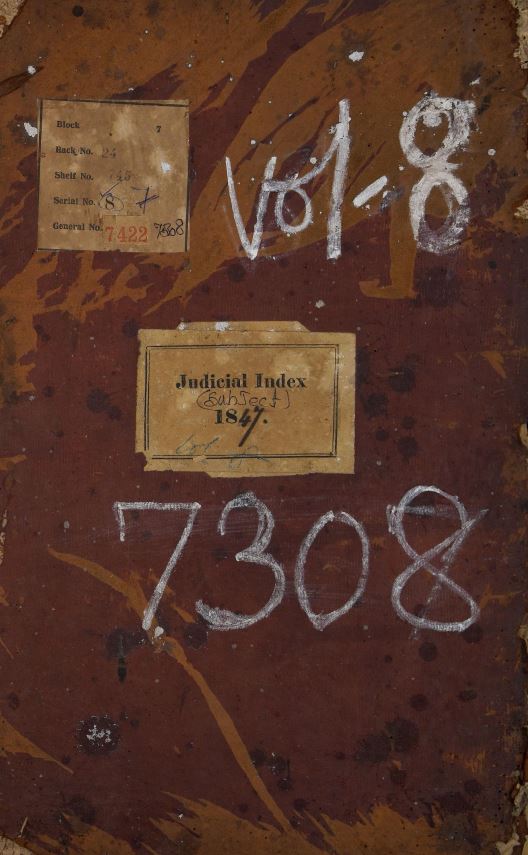 Block 7
Rack No. 24
Shelf No.
Serial No. 8 7
General No. 7422 7308
Vol-8
Judicial Index
(Subject)
1847.
7308